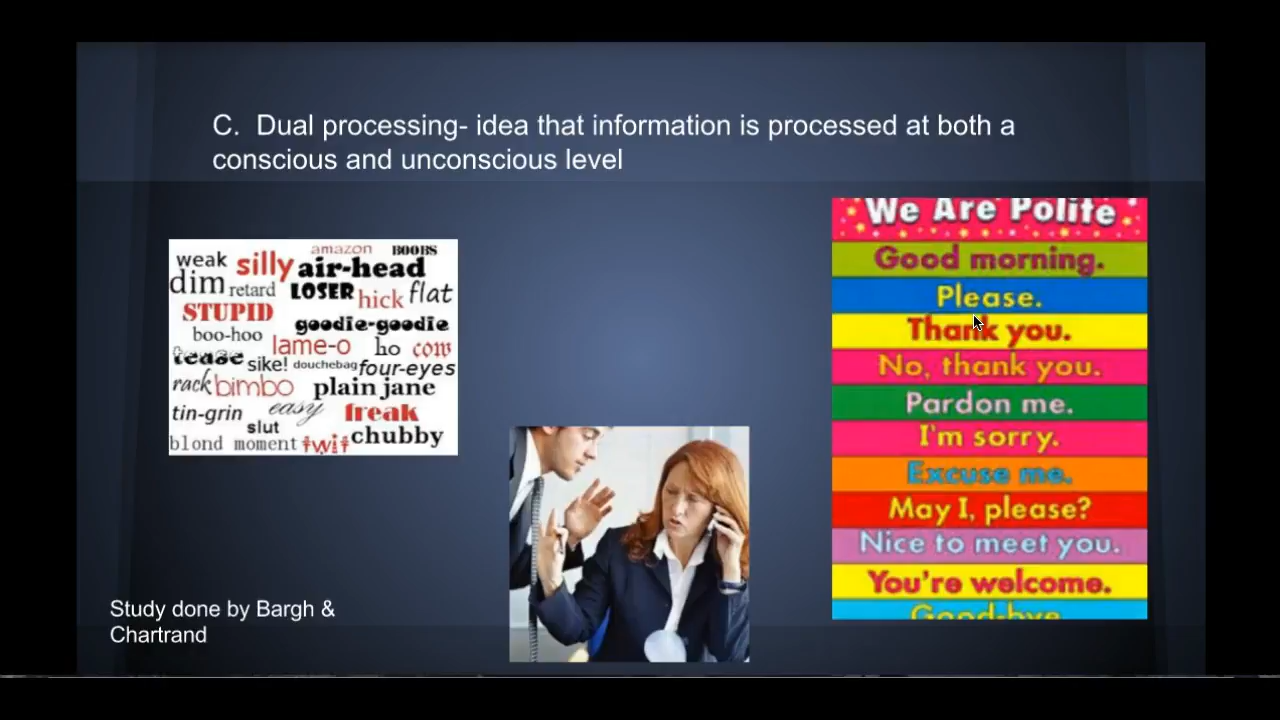 C. Dual processing- idea that information is processed at both a
conscious and unconscious level
weak silly amazon BOOBS
air-head
dim retard LOSER hick flat
STUPID
boo-hoo goodie-goodie
tease sike! lame-o ho cow
douchebag four-eyes
rack bimbo plain jane
tin-grin easy freak
slut
blond moment twit chubby
We Are Polite
Good morning.
Please.
Thank you.
No, thank you.
Pardon me.
I'm sorry.
Excuse me.
May I, please?
Nice to meet you.
You're welcome.
Good-bye
Study done by Bargh &
Chartrand